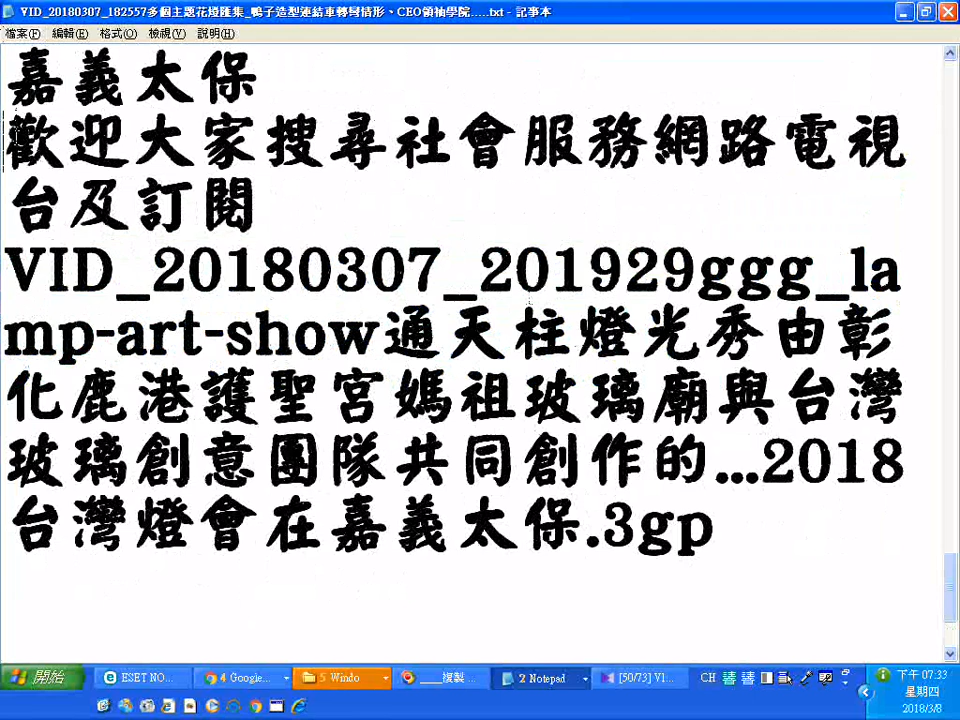 VID_20180307_182557多個主題花燈匯集_鴨子造型連結車轉彎情形、CEO領袖學院.....txt - 記事本
檔案(F) 編輯(E) 格式(O) 檢視(V) 說明(H)
嘉義太保
歡迎大家搜尋社會服務網路電視
台及訂閱
VID_20180307_201929ggg_la
mp-art-show通天柱燈光秀由彰
化鹿港護聖宮媽祖玻璃廟與台灣
玻璃創意團隊共同創作的...2018
台灣燈會在嘉義太保.3gp
開始 ESET NO... 4 Google... 5 Windo ____複製... 2 Notepad [50/73] VI... CH 下午 07:33
星期四
2018/3/8